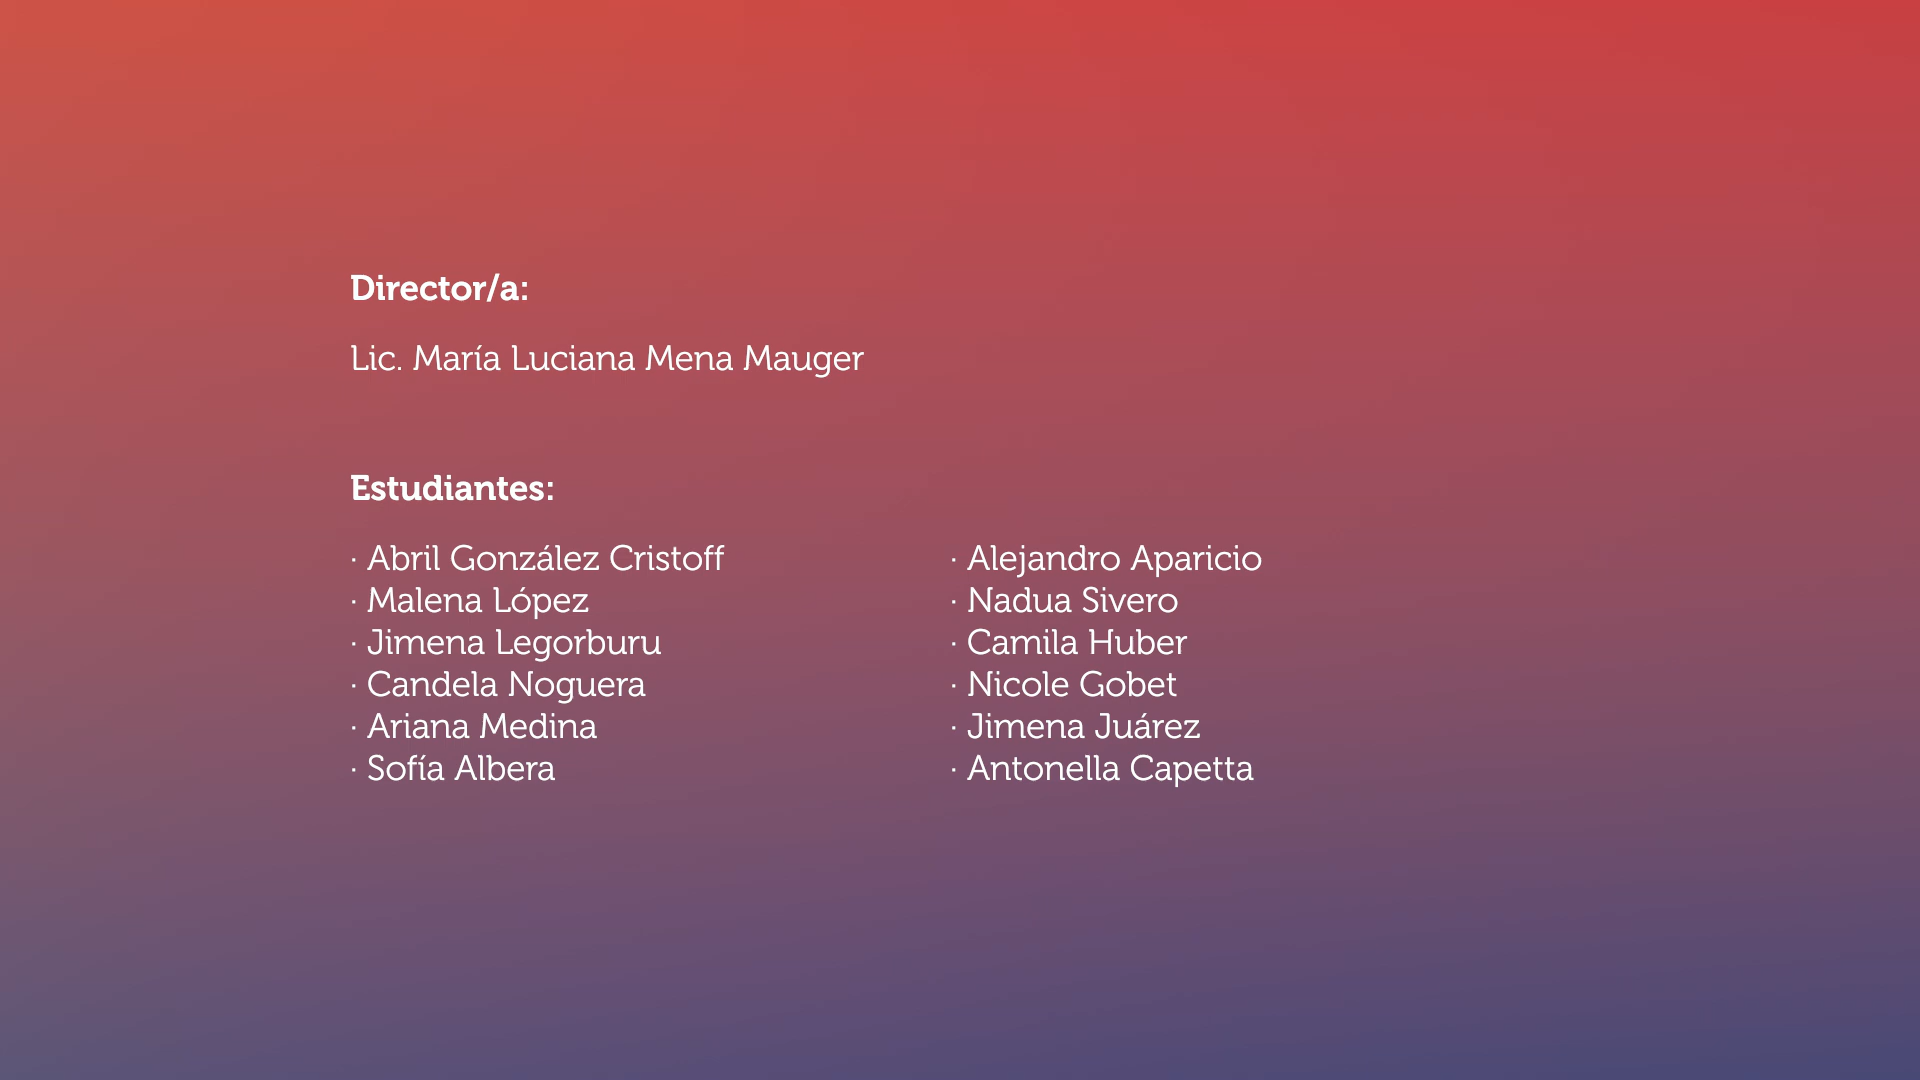 Director/a:
Lic. María Luciana Mena Mauger
Estudiantes:
· Abril González Cristoff
· Malena López
· Jimena Legorburu
· Candela Noguera
· Ariana Medina
· Sofía Albera
· Alejandro Aparicio
· Nadua Sivero
· Camila Huber
· Nicole Gobet
· Jimena Juárez
· Antonella Capetta